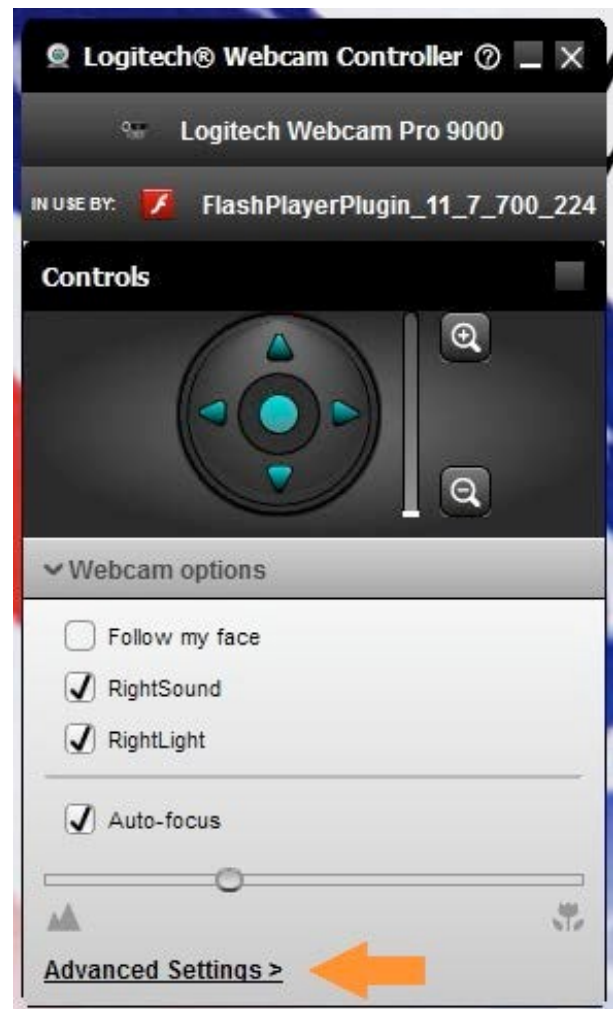 Logitech® Webcam Controller
Logitech Webcam Pro 9000
IN USE BY: FlashPlayerPlugin_11_7_700_224
Controls
Webcam options
Follow my face
RightSound
RightLight
Auto-focus
Advanced Settings >